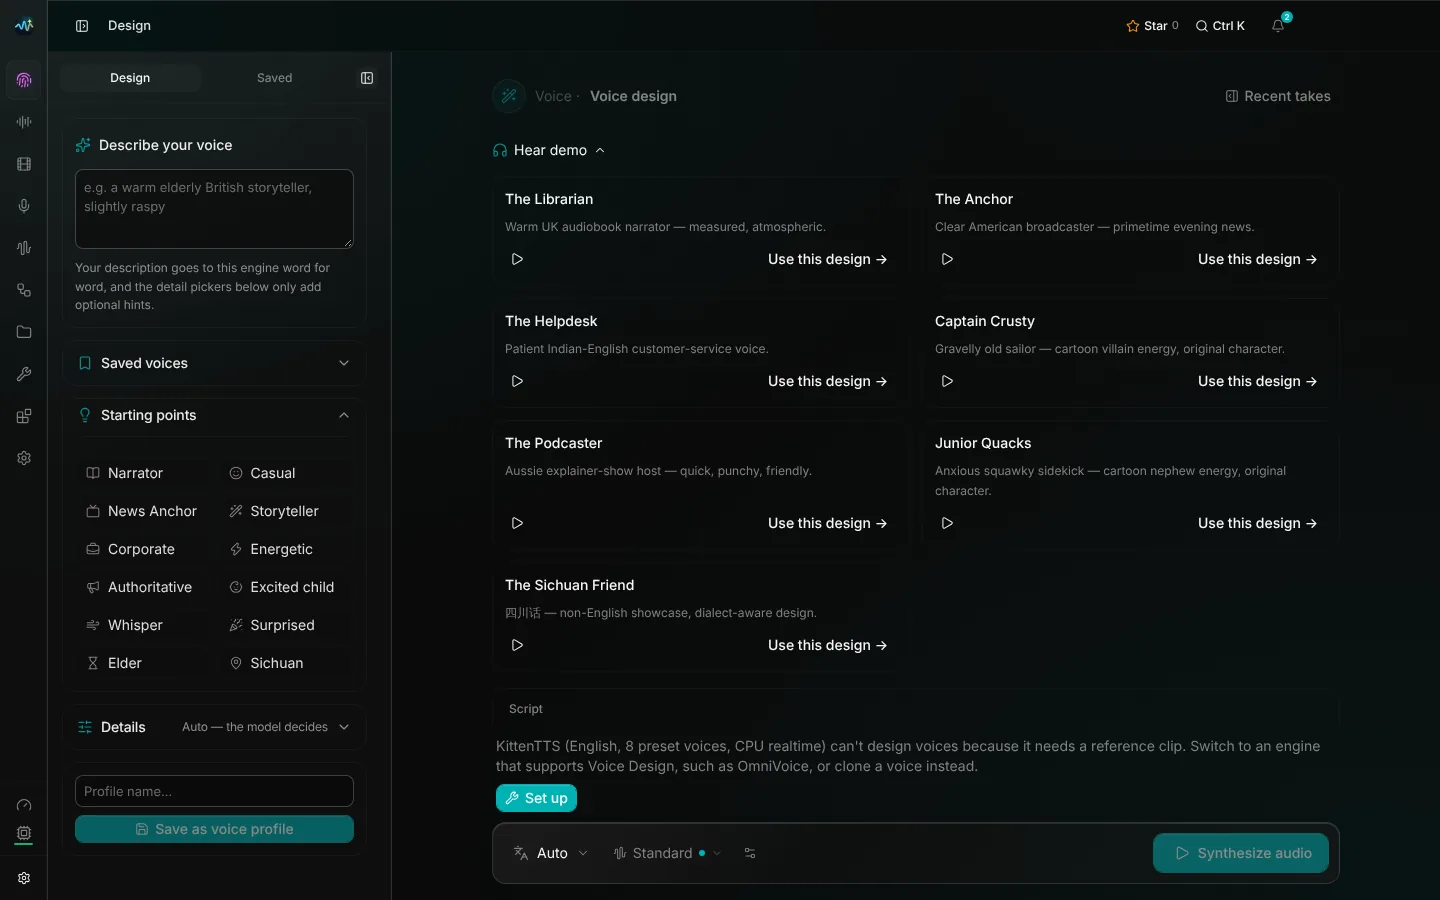 Design
Star 0
Ctrl K
2
Design
Saved
Describe your voice
e.g. a warm elderly British storyteller,
slightly raspy
Your description goes to this engine word for
word, and the detail pickers below only add
optional hints.
Saved voices
Starting points
Narrator
Casual
News Anchor
Storyteller
Corporate
Energetic
Authoritative
Excited child
Whisper
Surprised
Elder
Sichuan
Details
Auto — the model decides
Profile name...
Save as voice profile
Voice · Voice design
Recent takes
Hear demo
The Librarian
Warm UK audiobook narrator — measured, atmospheric.
Use this design →
The Anchor
Clear American broadcaster — primetime evening news.
Use this design →
The Helpdesk
Patient Indian-English customer-service voice.
Use this design →
Captain Crusty
Gravelly old sailor — cartoon villain energy, original character.
Use this design →
The Podcaster
Aussie explainer-show host — quick, punchy, friendly.
Use this design →
Junior Quacks
Anxious squawky sidekick — cartoon nephew energy, original
character.
Use this design →
The Sichuan Friend
四川话 — non-English showcase, dialect-aware design.
Use this design →
Script
KittenTTS (English, 8 preset voices, CPU realtime) can't design voices because it needs a reference clip. Switch to an engine
that supports Voice Design, such as OmniVoice, or clone a voice instead.
Set up
Auto
Standard
Synthesize audio